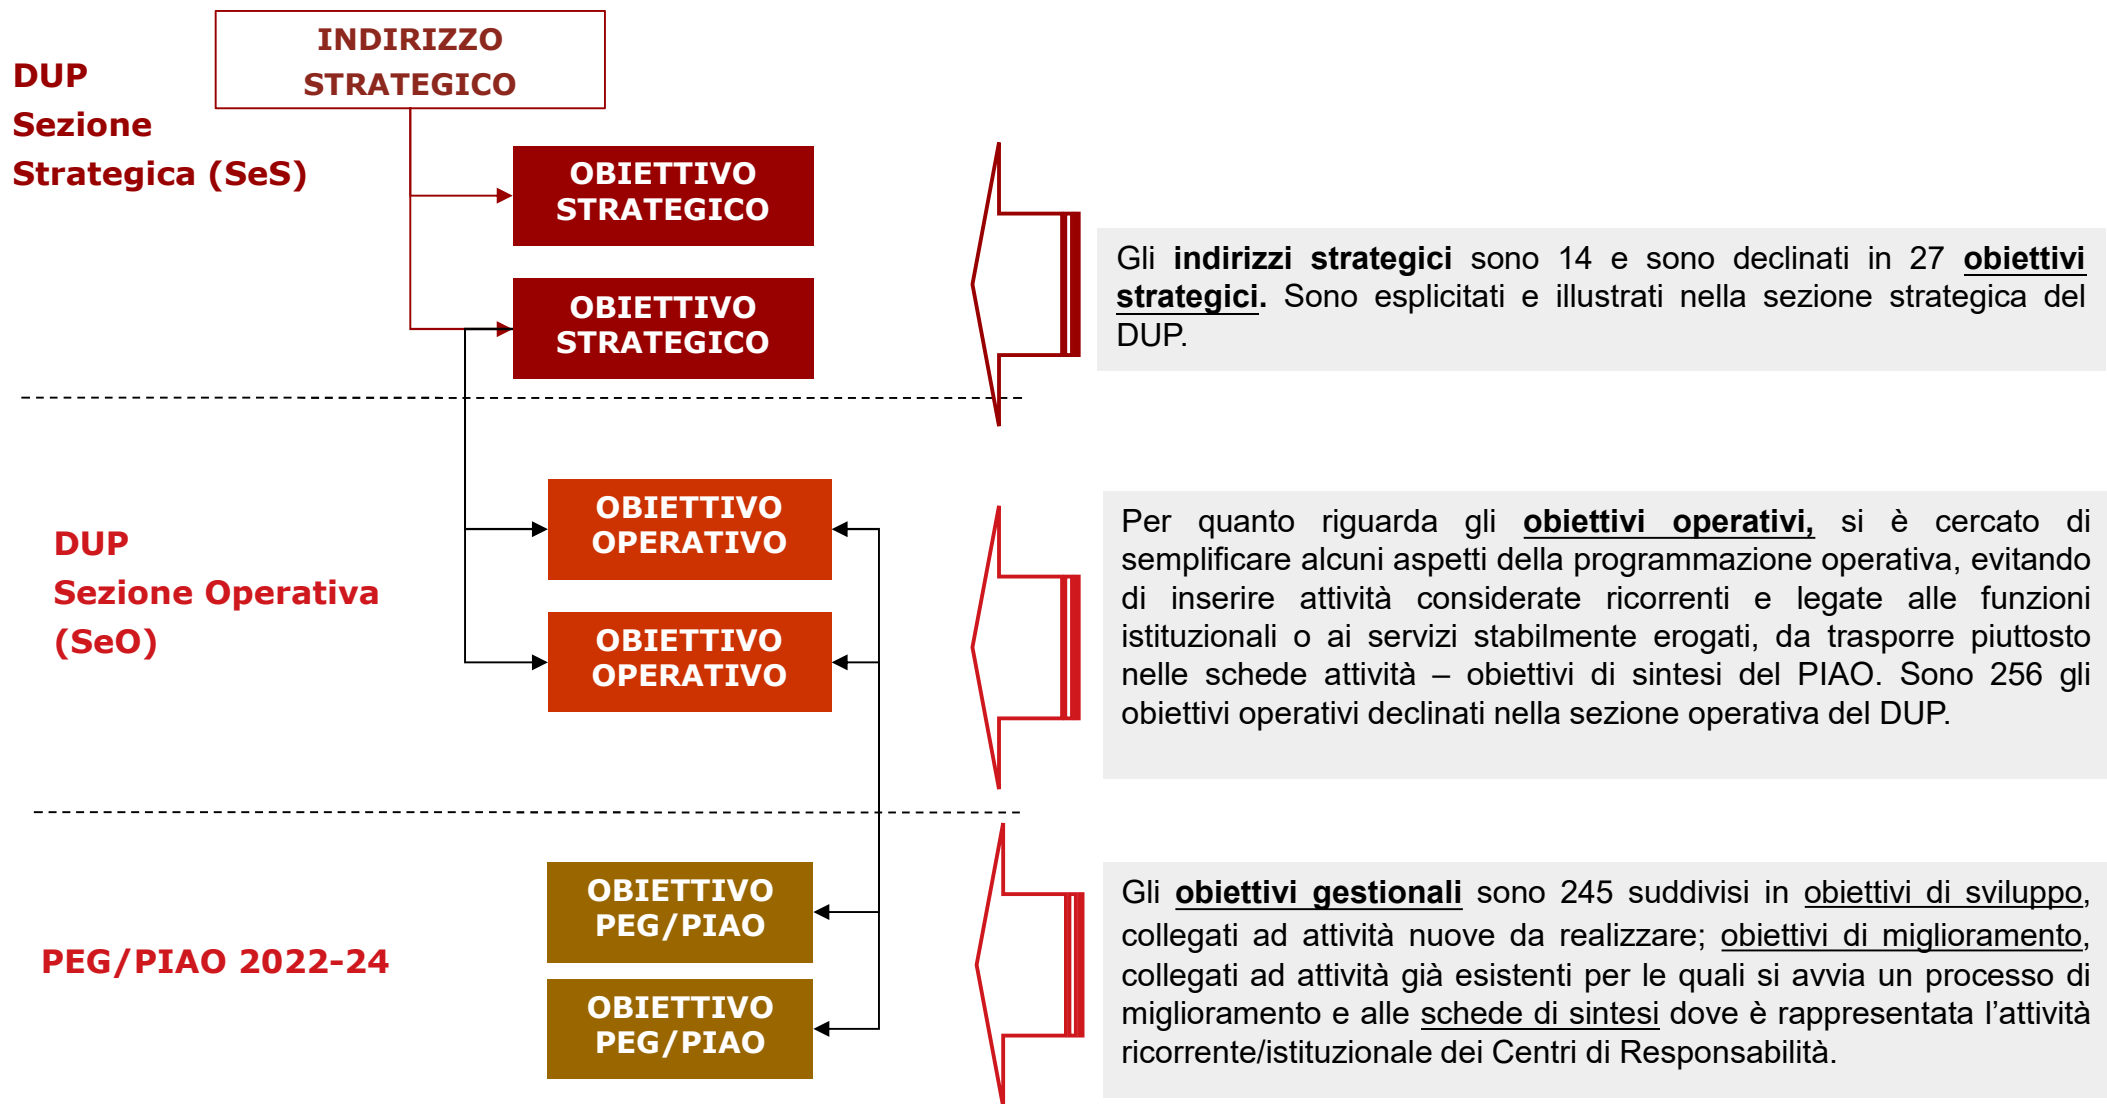 INDIRIZZO
STRATEGICO
DUP
Sezione
Strategica (SeS)
OBIETTIVO
STRATEGICO
OBIETTIVO
STRATEGICO
Gli indirizzi strategici sono 14 e sono declinati in 27 obiettivi
strategici. Sono esplicitati e illustrati nella sezione strategica del
DUP.
DUP
Sezione Operativa
(SeO)
OBIETTIVO
OPERATIVO
OBIETTIVO
OPERATIVO
Per quanto riguarda gli obiettivi operativi, si è cercato di
semplificare alcuni aspetti della programmazione operativa, evitando
di inserire attività considerate ricorrenti e legate alle funzioni
istituzionali o ai servizi stabilmente erogati, da trasporre piuttosto
nelle schede attività – obiettivi di sintesi del PIAO. Sono 256 gli
obiettivi operativi declinati nella sezione operativa del DUP.
PEG/PIAO 2022-24
OBIETTIVO
PEG/PIAO
OBIETTIVO
PEG/PIAO
Gli obiettivi gestionali sono 245 suddivisi in obiettivi di sviluppo,
collegati ad attività nuove da realizzare; obiettivi di miglioramento,
collegati ad attività già esistenti per le quali si avvia un processo di
miglioramento e alle schede di sintesi dove è rappresentata l’attività
ricorrente/istituzionale dei Centri di Responsabilità.